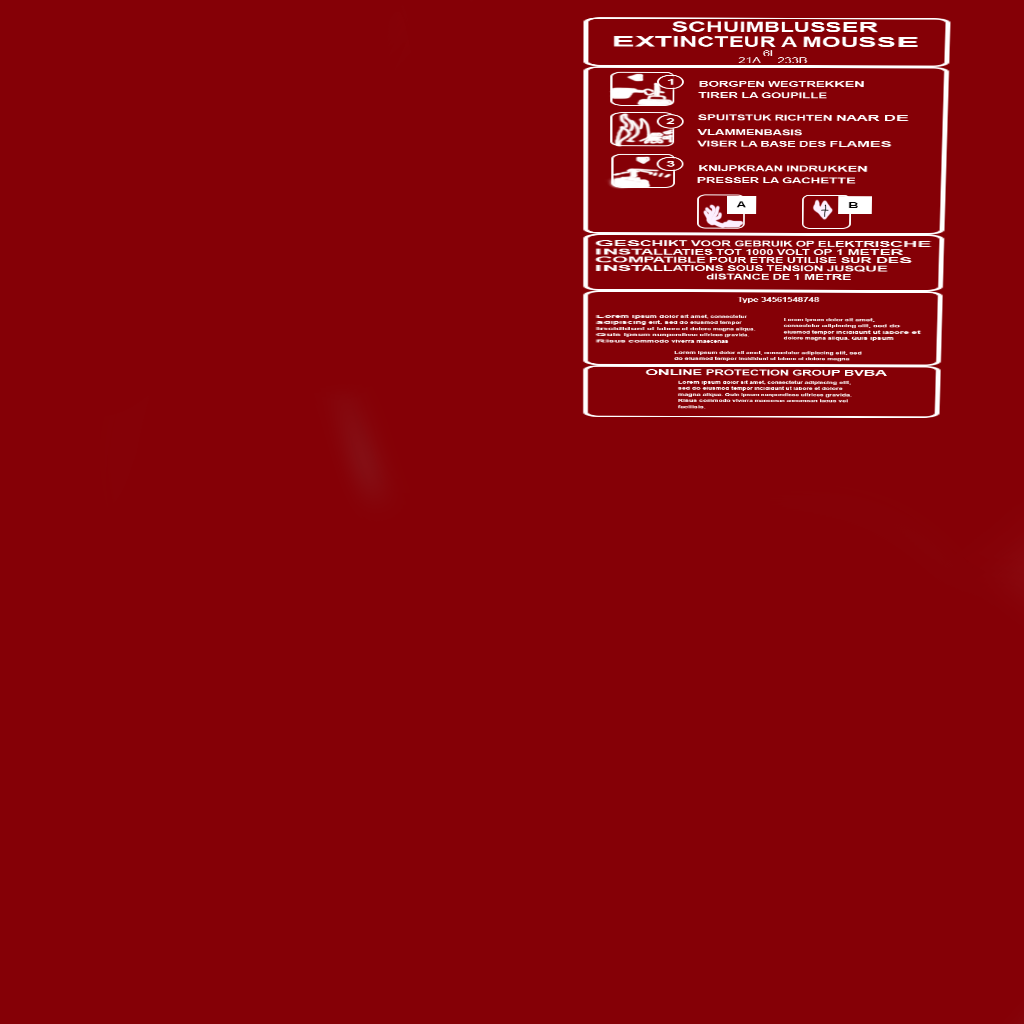 SCHUIMBLUSSER
EXTINCTEUR A MOUSSE
6l
21A 233B
1
BORGPEN WEGTREKKEN
TIRER LA GOUPILLE
2
SPUITSTUK RICHTEN NAAR DE
VLAMMENBASIS
VISER LA BASE DES FLAMES
3
KNIJPKRAAN INDRUKKEN
PRESSER LA GACHETTE
A
B
GESCHIKT VOOR GEBRUIK OP ELEKTRISCHE
INSTALLATIES TOT 1000 VOLT OP 1 METER
COMPATIBLE POUR ETRE UTILISE SUR DES
INSTALLATIONS SOUS TENSION JUSQUE
dISTANCE DE 1 METRE
Type 34561548748
Lorem ipsum dolor sit amet, consectetur
adipiscing elit, sed do eiusmod tempor
incididunt ut labore et dolore magna aliqua.
Quis ipsum suspendisse ultrices gravida.
Risus commodo viverra maecenas
Lorem ipsum dolor sit amet,
consectetur adipiscing elit, sed do
eiusmod tempor incididunt ut labore et
dolore magna aliqua. Quis ipsum
Lorem ipsum dolor sit amet, consectetur adipiscing elit, sed
do eiusmod tempor incididunt ut labore et dolore magna
ONLINE PROTECTION GROUP BVBA
Lorem ipsum dolor sit amet, consectetur adipiscing elit,
sed do eiusmod tempor incididunt ut labore et dolore
magna aliqua. Quis ipsum suspendisse ultrices gravida.
Risus commodo viverra maecenas accumsan lacus vel
facilisis.